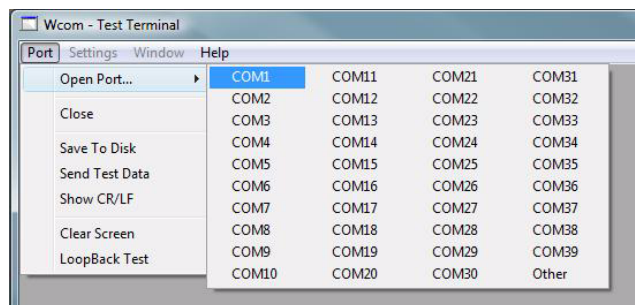 Wcom - Test Terminal
Port Settings Window Help
Open Port...
Close
Save To Disk
Send Test Data
Show CR/LF
Clear Screen
LoopBack Test
COM1 COM11 COM21 COM31
COM2 COM12 COM22 COM32
COM3 COM13 COM23 COM33
COM4 COM14 COM24 COM34
COM5 COM15 COM25 COM35
COM6 COM16 COM26 COM36
COM7 COM17 COM27 COM37
COM8 COM18 COM28 COM38
COM9 COM19 COM29 COM39
COM10 COM20 COM30 Other